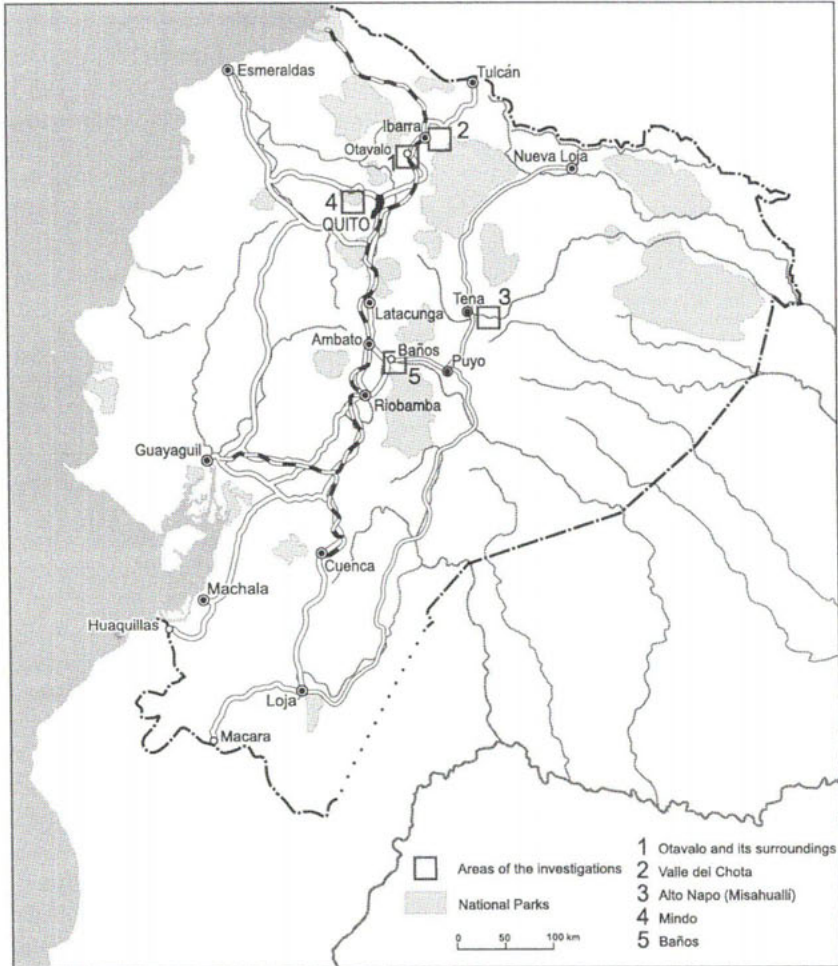 Esmeraldas
Tulcán
Ibarra
2
Otavalo
1
Nueva Loja
4
QUITO
Tena
3
Latacunga
Ambato
Baños
Puyo
5
Riobamba
Guayaguil
Cuenca
Machala
Huaquillas
Loja
Macara
Areas of the investigations
National Parks
0 50 100 km
1 Otavalo and its surroundings
2 Valle del Chota
3 Alto Napo (Misahuallí)
4 Mindo
5 Baños